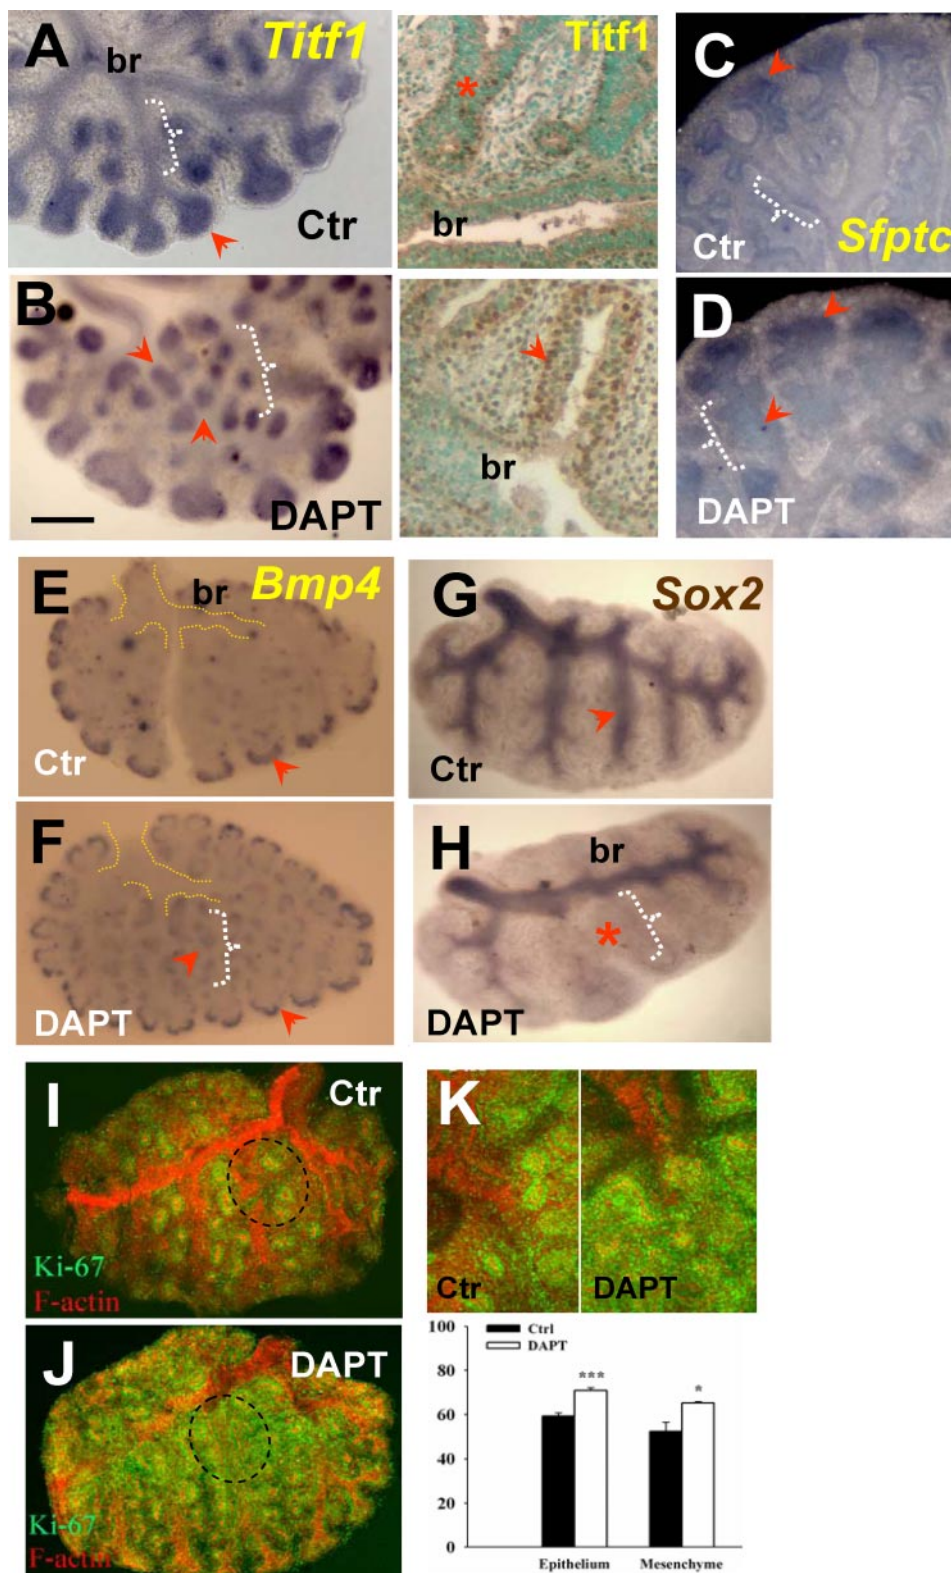 A
Titf1
br
Ctr
Titf1
*
br
C
Ctr
Sfptc
B
DAPT
br
D
DAPT
E
Bmp4
br
Ctr
G
Sox2
Ctr
F
DAPT
H
br
*
DAPT
I
Ctr
Ki-67
F-actin
K
Ctr
DAPT
J
DAPT
Ki-67
F-actin
100
80
60
40
20
0
Ctrl
DAPT
***
*
Epithelium
Mesenchyme